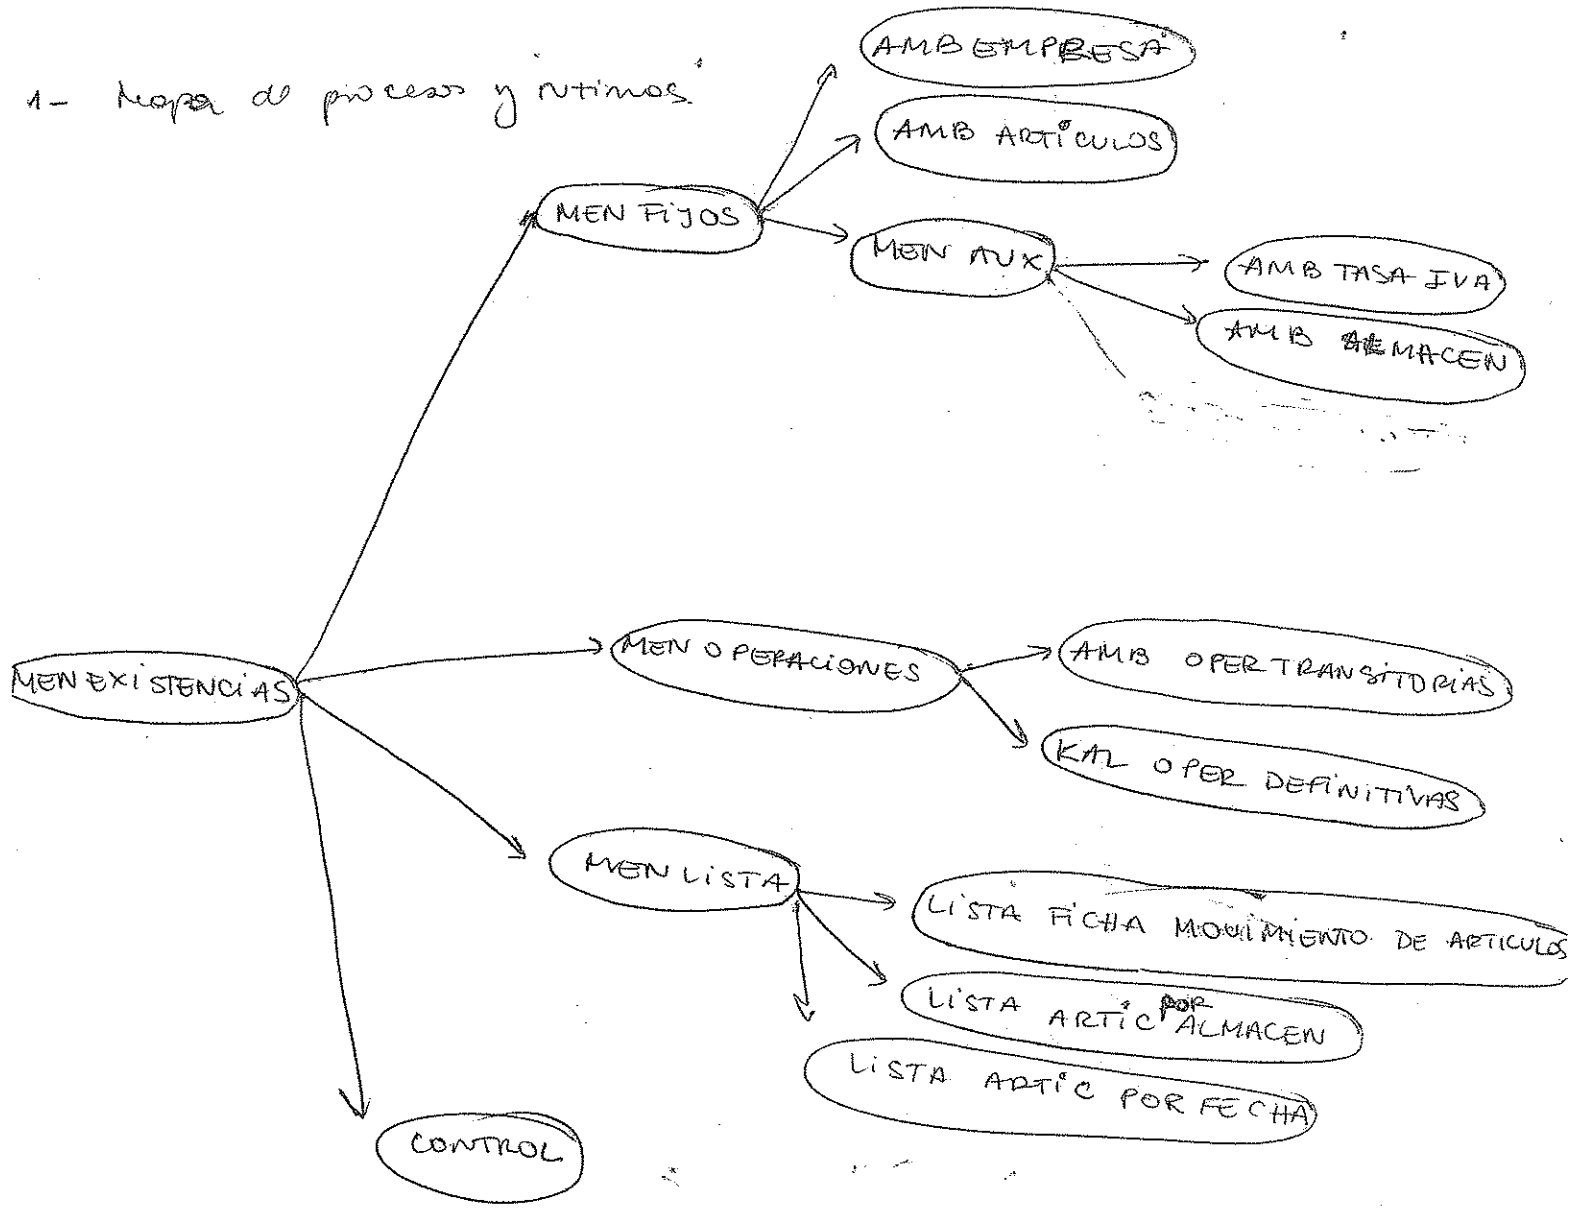 1- Mapa de procesos y rutinas
AMB EMPRESA
AMB ARTICULOS
MEN FIJOS
MEN AUX
AMB TASA IVA
AMB ALMACEN
MEN EXISTENCIAS
MEN OPERACIONES
AMB OPER TRANSITORIAS
KAL OPER DEFINITIVAS
MEN LISTA
LISTA FICHA MOVIMIENTO DE ARTICULOS
LISTA ARTIC POR ALMACEN
LISTA ARTIC POR FECHA
CONTROL